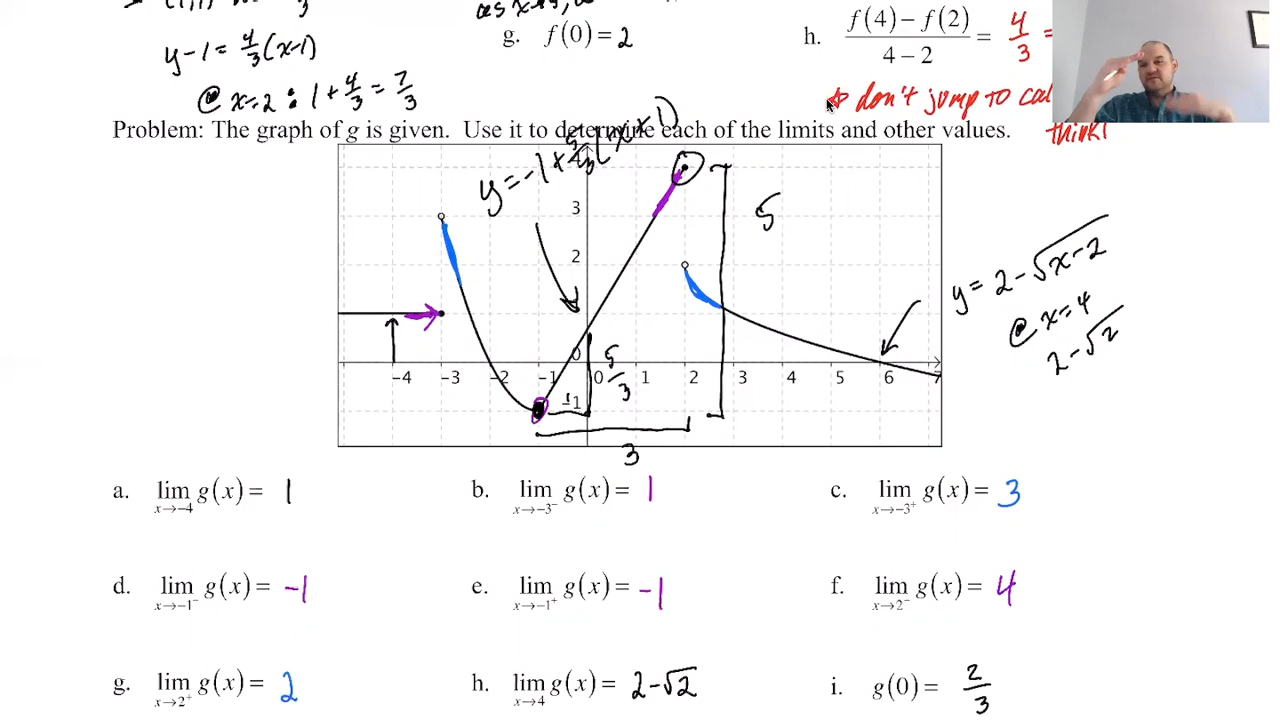 y-1 = 4/3 (x-1)
@ x=2 : 1 + 4/3 = 7/3
g. f(0) = 2
h. f(4) – f(2) / 4 – 2 = 4/3 =
☆ don't jump to
think!
Problem: The graph of g is given. Use it to determine each of the limits and other values.
y = -1 + 5/3 (x+1)
4
3
2
0
-1
5
5/3
1
3
-4 -3 -2 -1 0 1 2 3 4 5 6 7
y = 2 - √x-2
@ x=4
2-√2
a. lim x→-4 g(x) = 1
b. lim x→-3⁻ g(x) = 1
c. lim x→-3⁺ g(x) = 3
d. lim x→-1⁻ g(x) = -1
e. lim x→-1⁺ g(x) = -1
f. lim x→2⁻ g(x) = 4
g. lim x→2⁺ g(x) = 2
h. lim x→4 g(x) = 2-√2
i. g(0) = 2/3